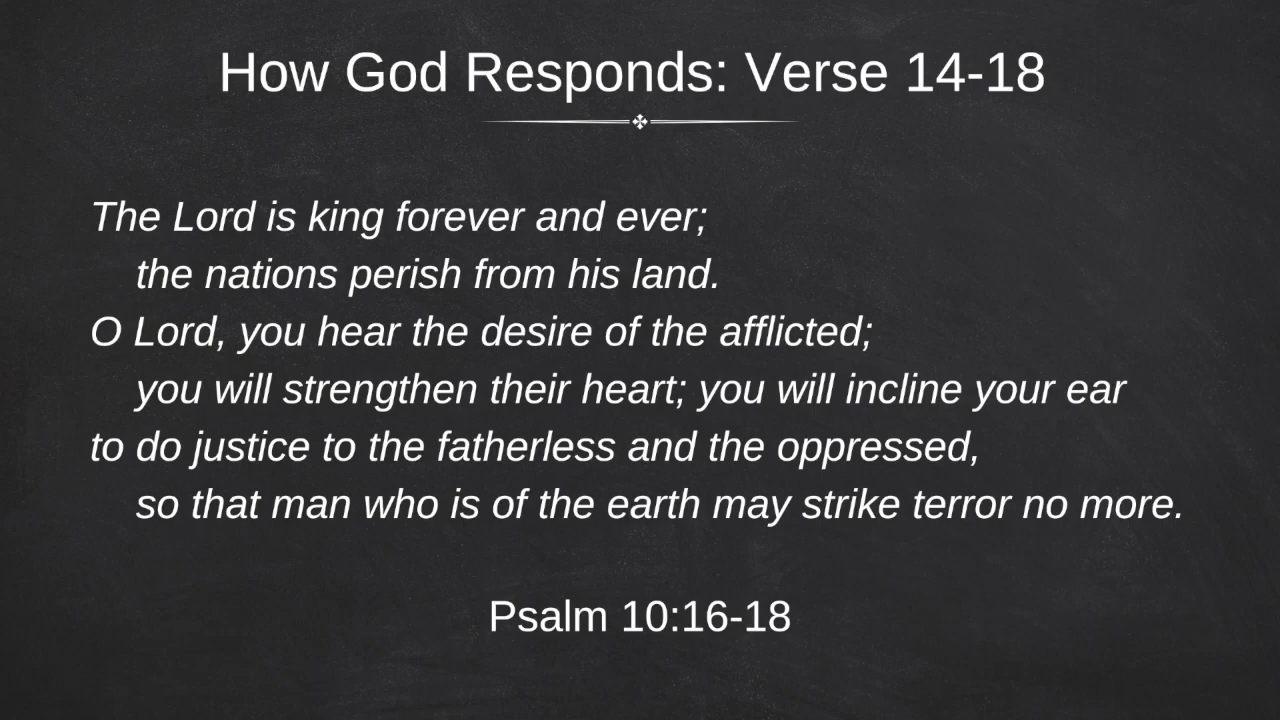 How God Responds: Verse 14-18
The Lord is king forever and ever;
the nations perish from his land.
O Lord, you hear the desire of the afflicted;
you will strengthen their heart; you will incline your ear
to do justice to the fatherless and the oppressed,
so that man who is of the earth may strike terror no more.
Psalm 10:16-18